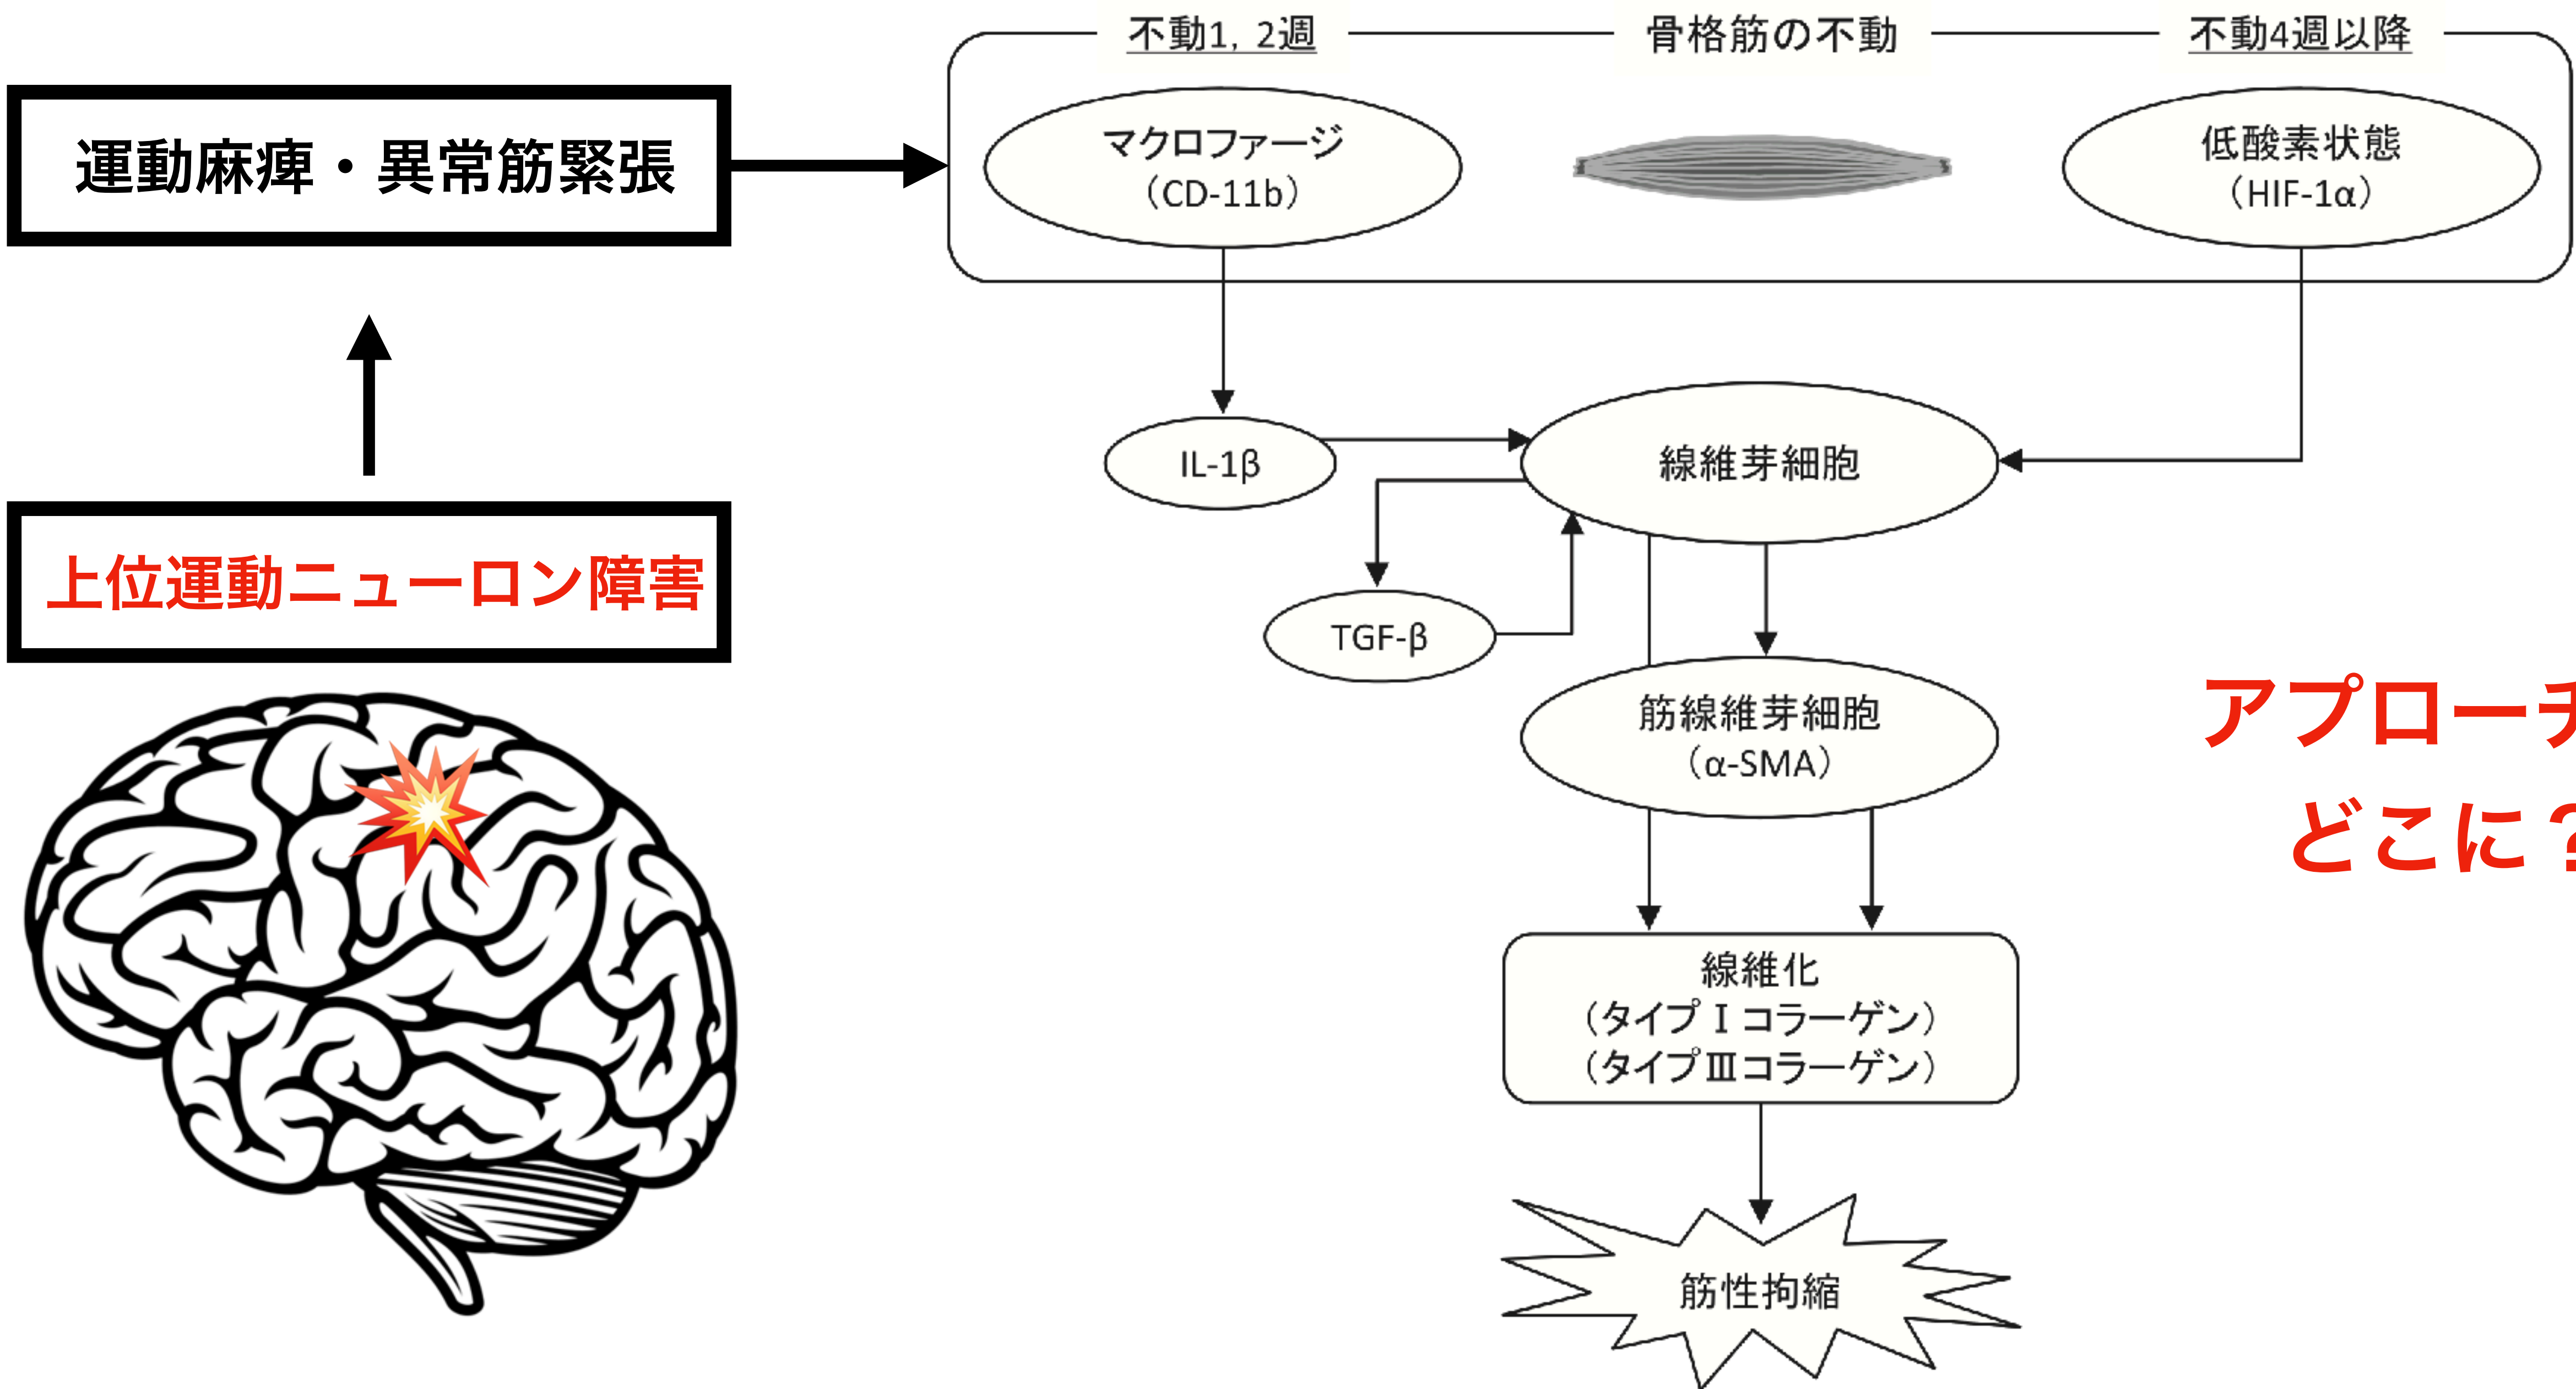 不動1, 2週
骨格筋の不動
不動4週以降
運動麻痺・異常筋緊張
マクロファージ
（CD-11b）
低酸素状態
（HIF-1α）
IL-1β
線維芽細胞
上位運動ニューロン障害
TGF-β
筋線維芽細胞
（α-SMA）
アプローチ
どこに？
線維化
（タイプⅠコラーゲン）
（タイプⅢコラーゲン）
筋性拘縮